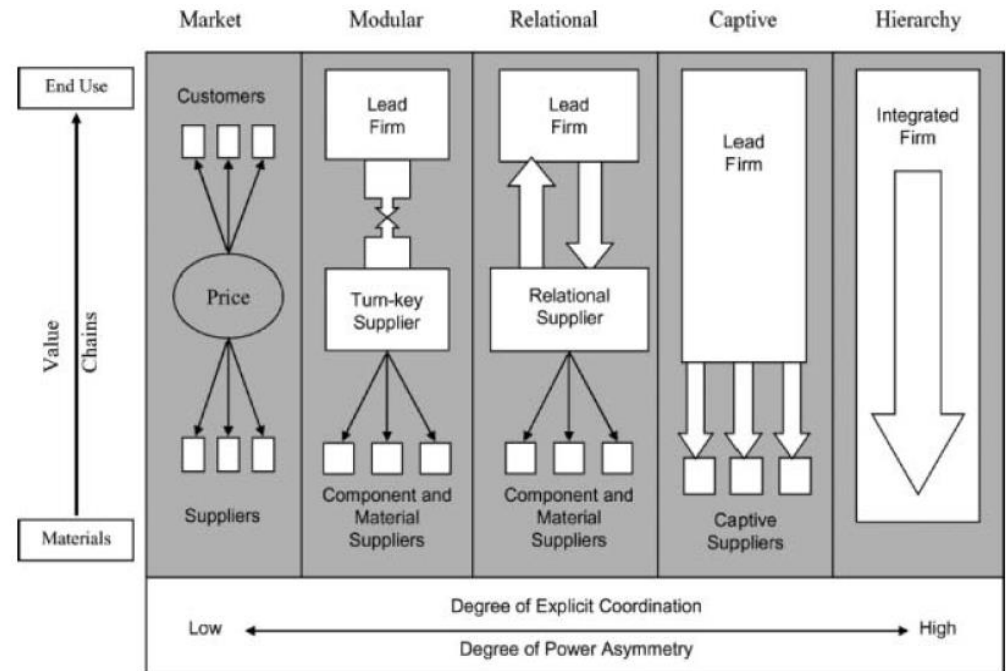 Market
Modular
Relational
Captive
Hierarchy
End Use
Value
Chains
Materials
Customers
Price
Suppliers
Lead
Firm
Turn-key
Supplier
Component and
Material
Suppliers
Lead
Firm
Relational
Supplier
Component and
Material
Suppliers
Lead
Firm
Captive
Suppliers
Integrated
Firm
Degree of Explicit Coordination
Low
High
Degree of Power Asymmetry